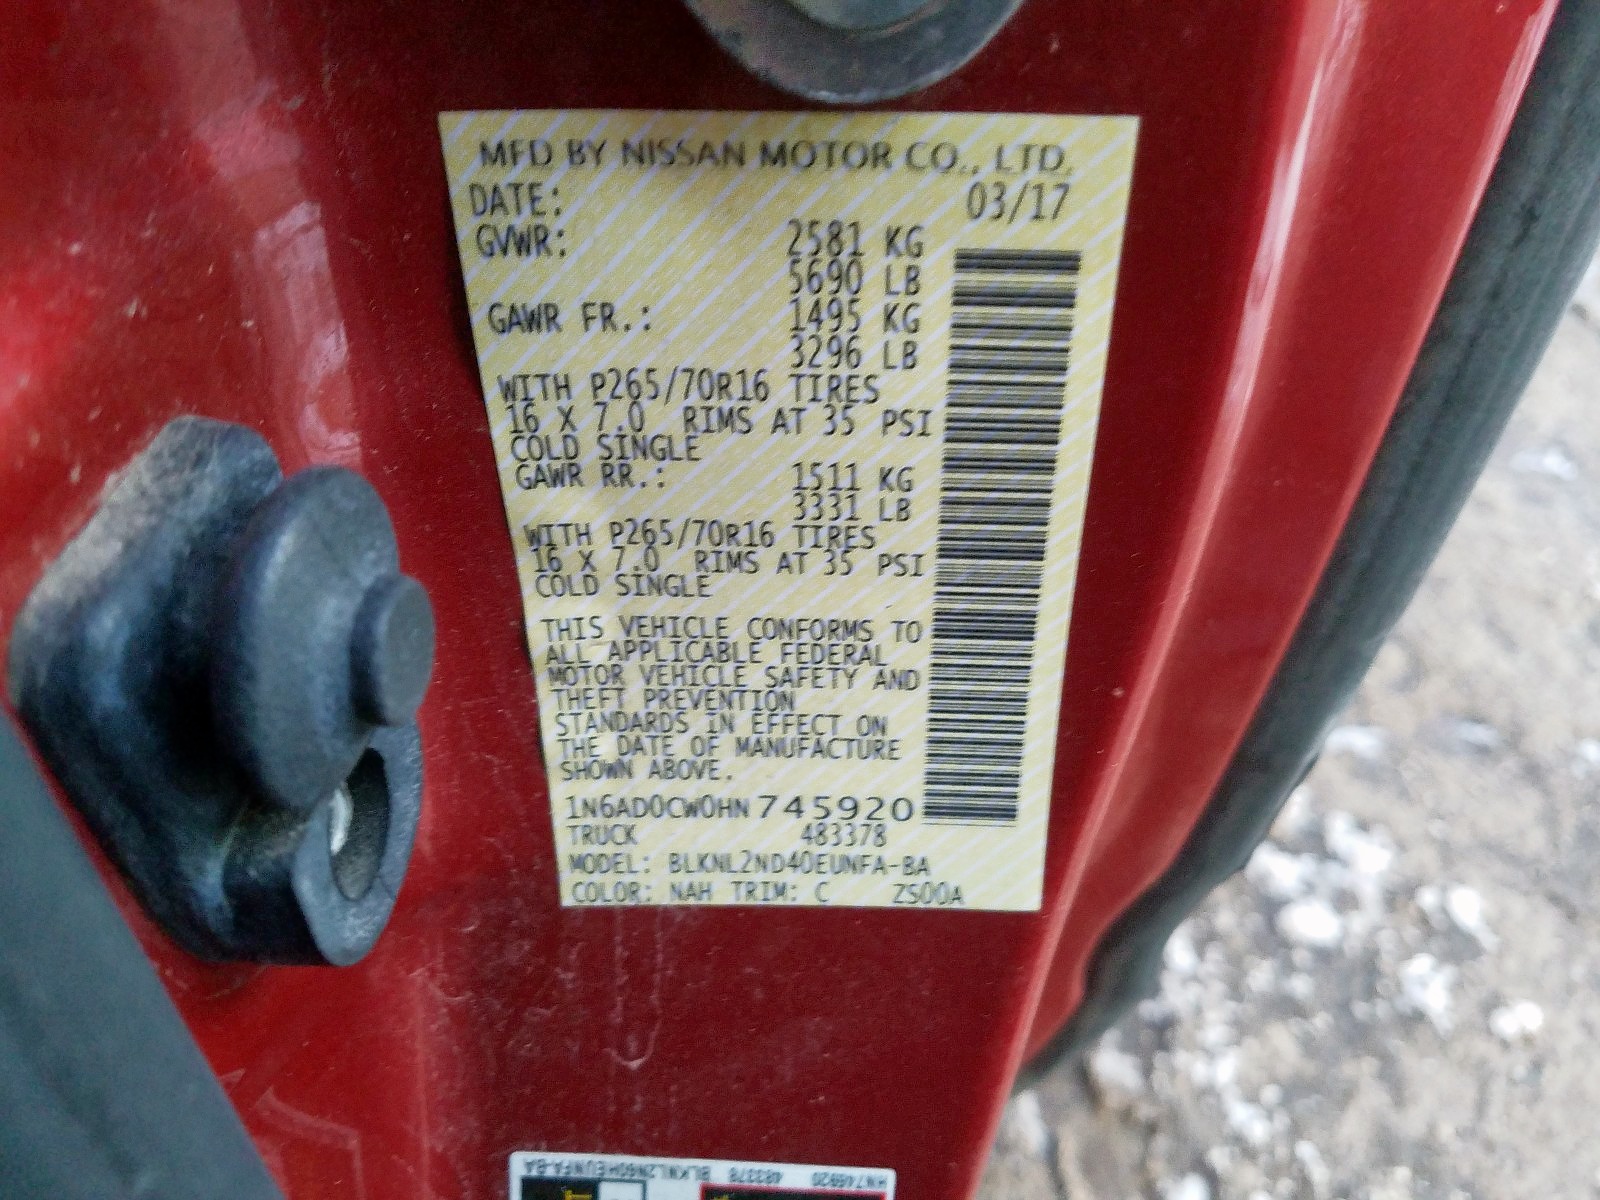 MFD BY NISSAN MOTOR CO., LTD.
DATE: 03/17
GVWR: 2581 KG
5690 LB
GAWR FR.: 1495 KG
3296 LB
WITH P265/70R16 TIRES
16 X 7.0 RIMS AT 35 PSI
COLD SINGLE
GAWR RR.: 1511 KG
3331 LB
WITH P265/70R16 TIRES
16 X 7.0 RIMS AT 35 PSI
COLD SINGLE
THIS VEHICLE CONFORMS TO
ALL APPLICABLE FEDERAL
MOTOR VEHICLE SAFETY AND
THEFT PREVENTION
STANDARDS IN EFFECT ON
THE DATE OF MANUFACTURE
SHOWN ABOVE.
1N6AD0CW0HN745920
TRUCK 483378
MODEL: BLKNL2ND40EUNFA-BA
COLOR: NAH TRIM: C ZS00A
483378